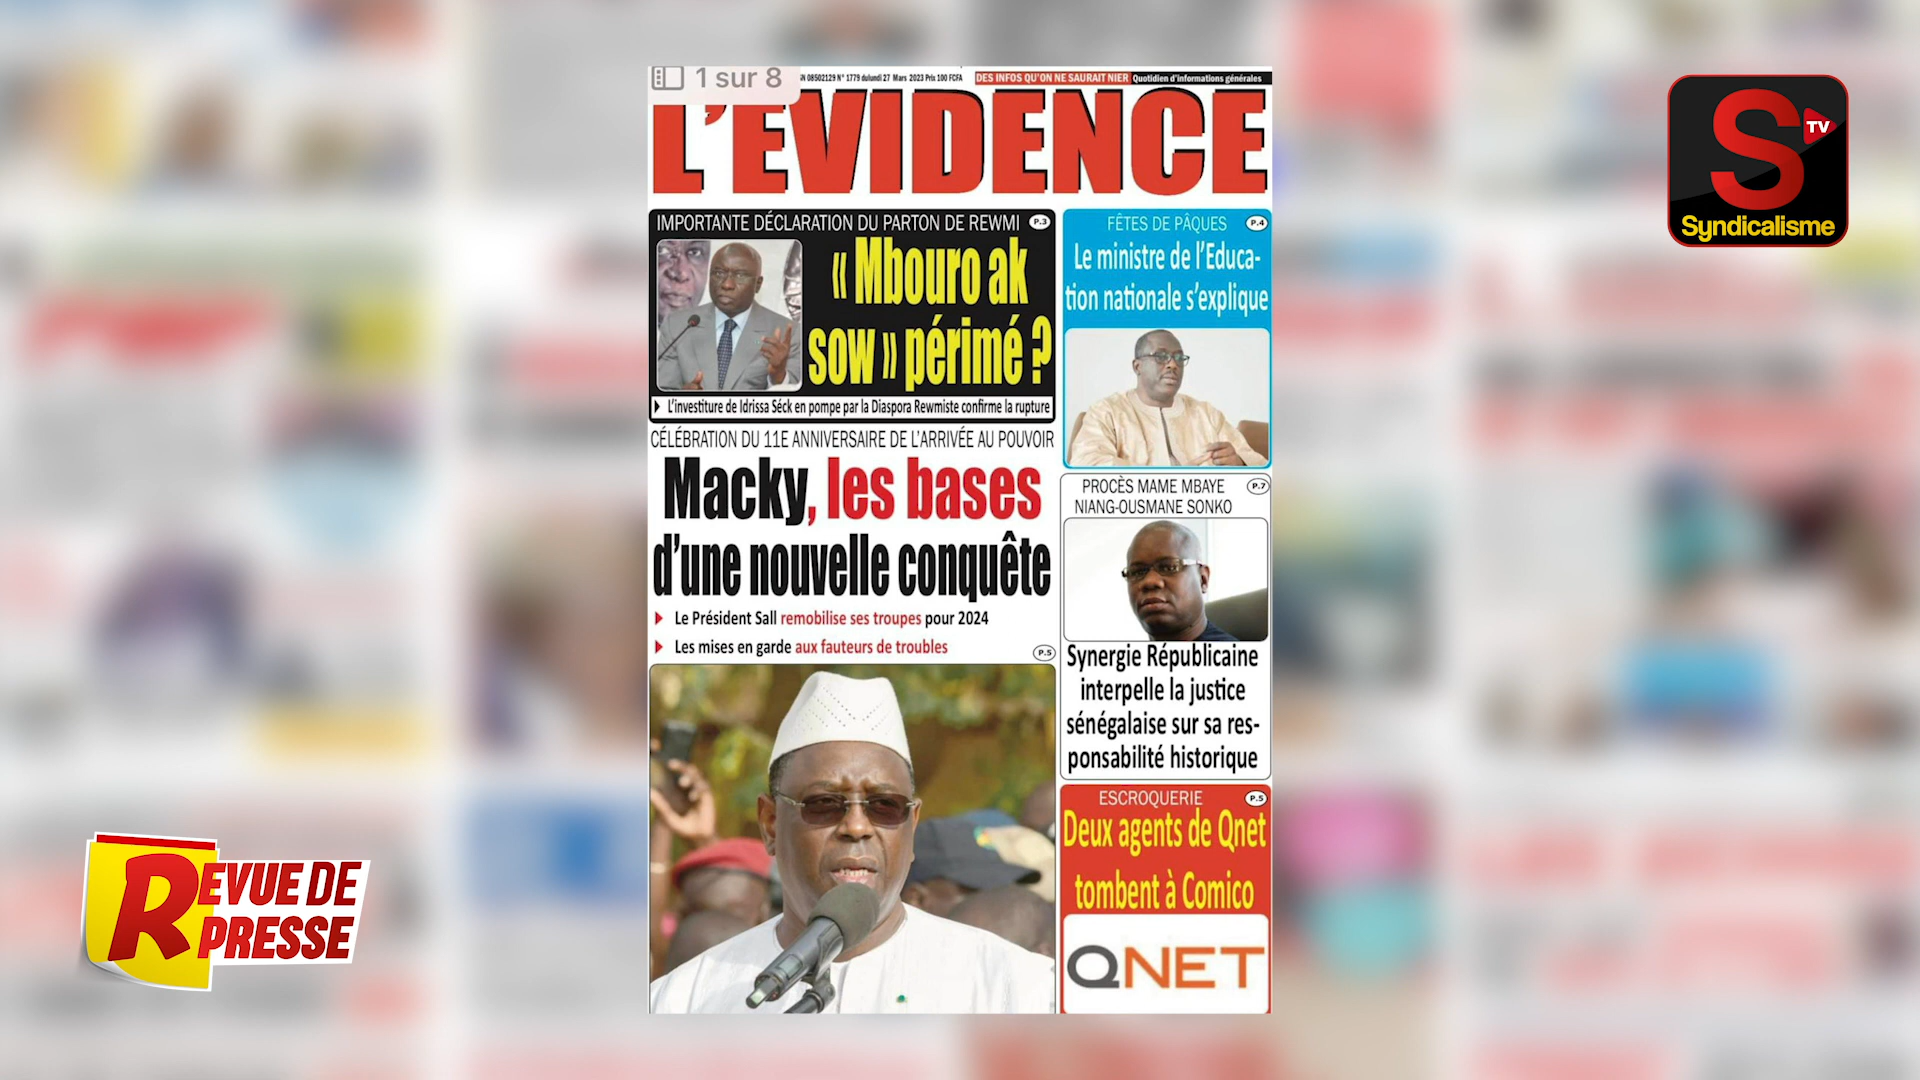 1 sur 8
N 08502129 N° 1779 dulundi 27 Mars 2023 Prix 100 FCFA
DES INFOS QU'ON NE SAURAIT NIER Quotidien d'informations générales
L'EVIDENCE
IMPORTANTE DÉCLARATION DU PARTON DE REWMI P.3
« Mbouro ak
sow » périmé ?
L'investiture de Idrissa Séck en pompe par la Diaspora Rewmiste confirme la rupture
CÉLÉBRATION DU 11E ANNIVERSAIRE DE L'ARRIVÉE AU POUVOIR
Macky, les bases
d'une nouvelle conquête
Le Président Sall remobilise ses troupes pour 2024
Les mises en garde aux fauteurs de troubles
P.5
FÊTES DE PÂQUES P.4
Le ministre de l'Educa-
tion nationale s'explique
PROCÈS MAME MBAYE P.7
NIANG-OUSMANE SONKO
Synergie Républicaine
interpelle la justice
sénégalaise sur sa res-
ponsabilité historique
ESCROQUERIE P.5
Deux agents de Qnet
tombent à Comico
QNET
S TV
Syndicalisme
REVUE DE
PRESSE